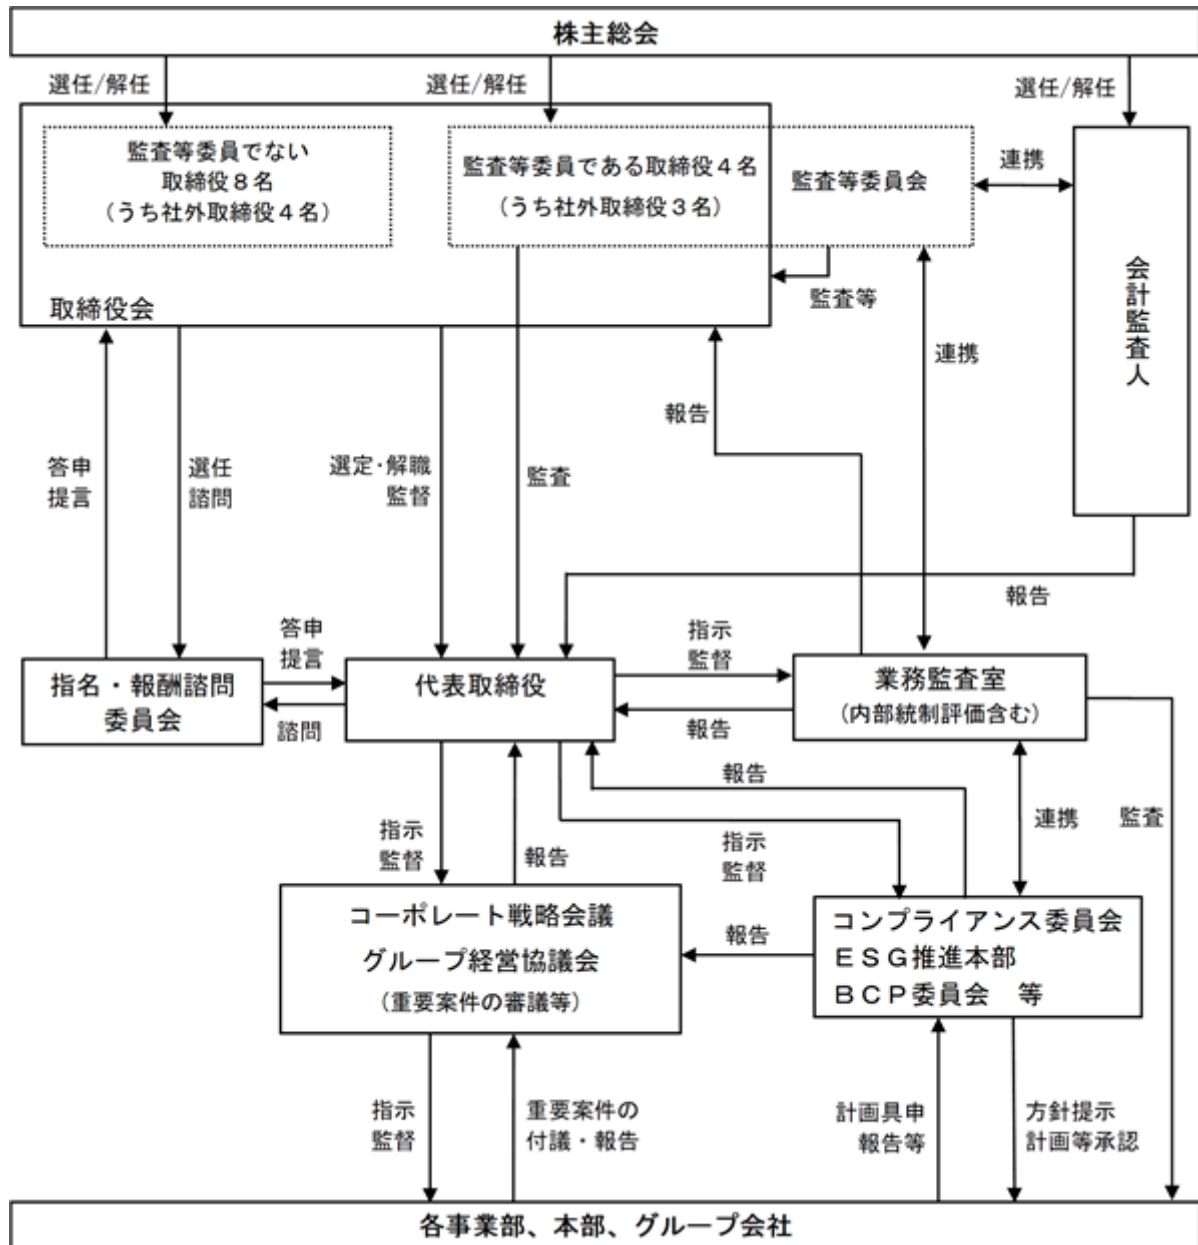 株主総会
選任/解任
選任/解任
選任/解任
監査等委員でない
取締役８名
（うち社外取締役４名）
監査等委員である取締役４名
（うち社外取締役３名）
監査等委員会
連携
会計監査人
取締役会
監査等
連携
報告
答申
提言
選任
諮問
選定・解職
監督
監査
報告
答申
提言
指示
監督
指名・報酬諮問
委員会
代表取締役
業務監査室
（内部統制評価含む）
諮問
報告
報告
連携
監査
指示
監督
報告
指示
監督
コーポレート戦略会議
グループ経営協議会
（重要案件の審議等）
報告
コンプライアンス委員会
ＥＳＧ推進本部
ＢＣＰ委員会　等
指示
監督
重要案件の
付議・報告
計画具申
報告等
方針提示
計画等承認
各事業部、本部、グループ会社